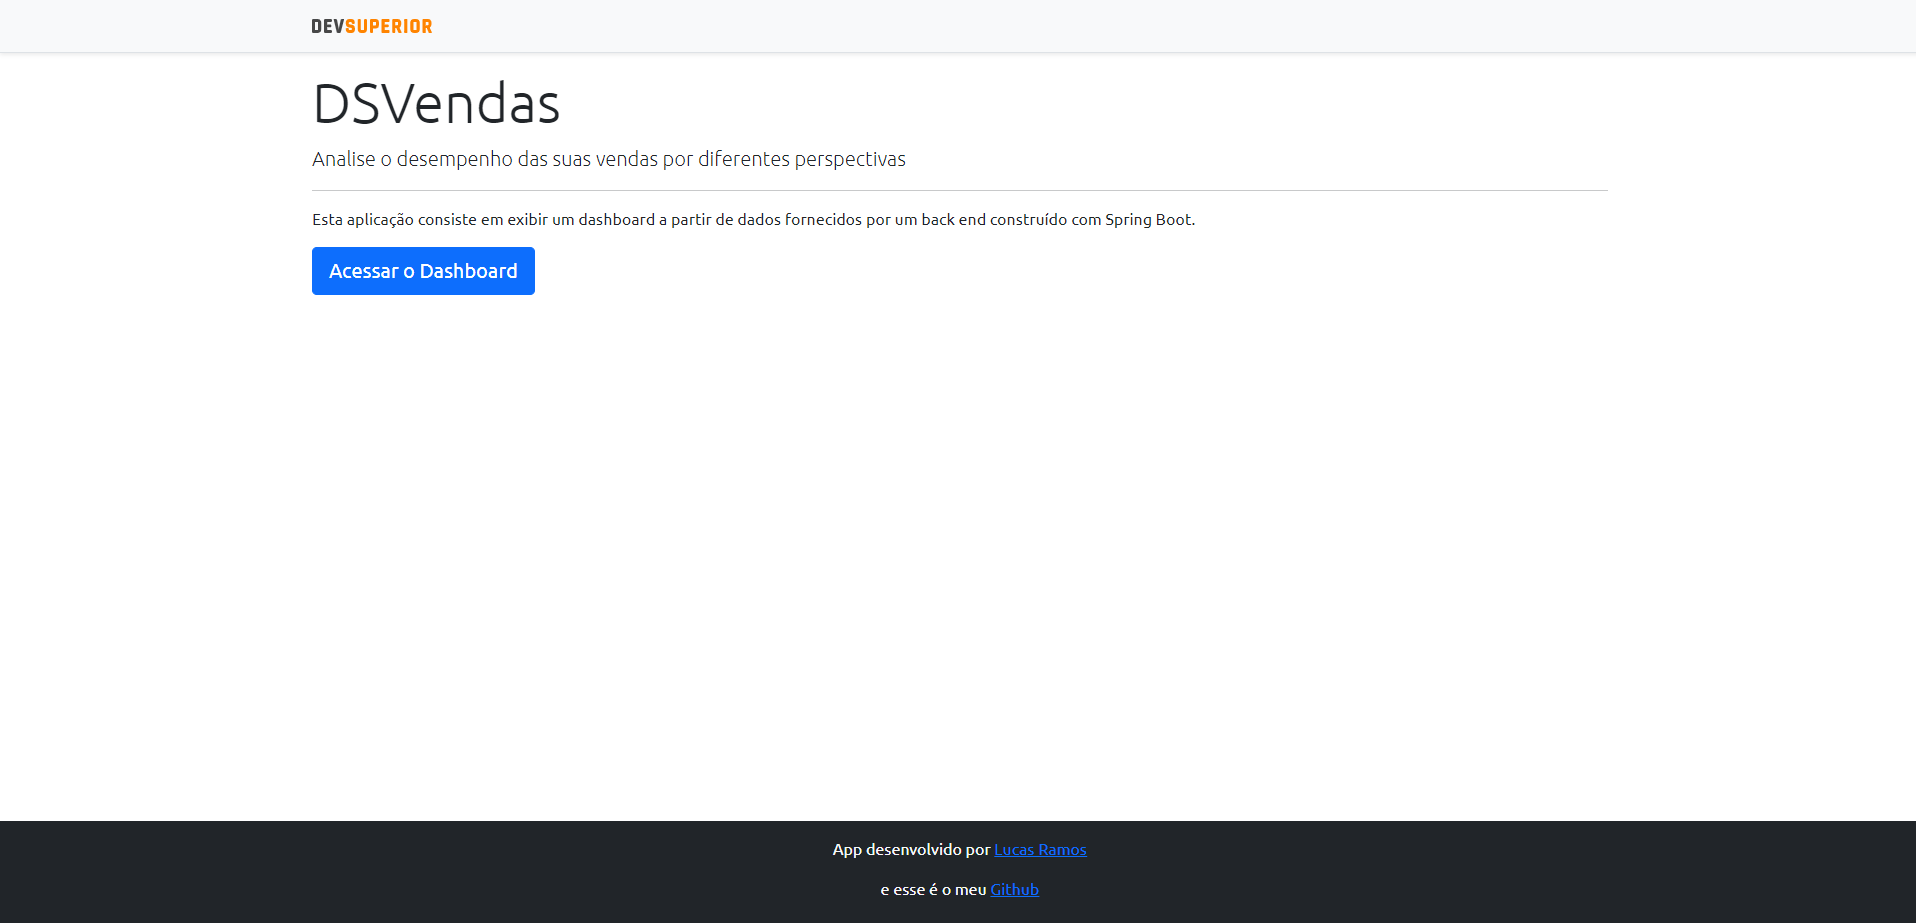 DEVSUPERIOR
DSVendas
Analise o desempenho das suas vendas por diferentes perspectivas
Esta aplicação consiste em exibir um dashboard a partir de dados fornecidos por um back end construído com Spring Boot.
Acessar o Dashboard
App desenvolvido por Lucas Ramos
e esse é o meu Github